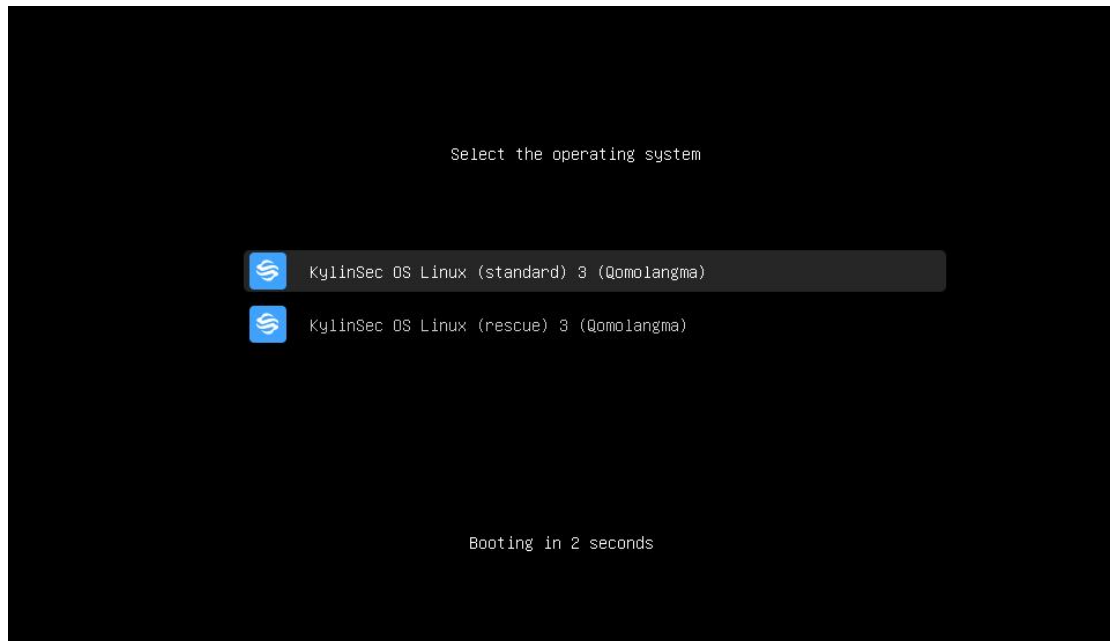 Select the operating system
KylinSec OS Linux (standard) 3 (Qomolangma)
KylinSec OS Linux (rescue) 3 (Qomolangma)
Booting in 2 seconds